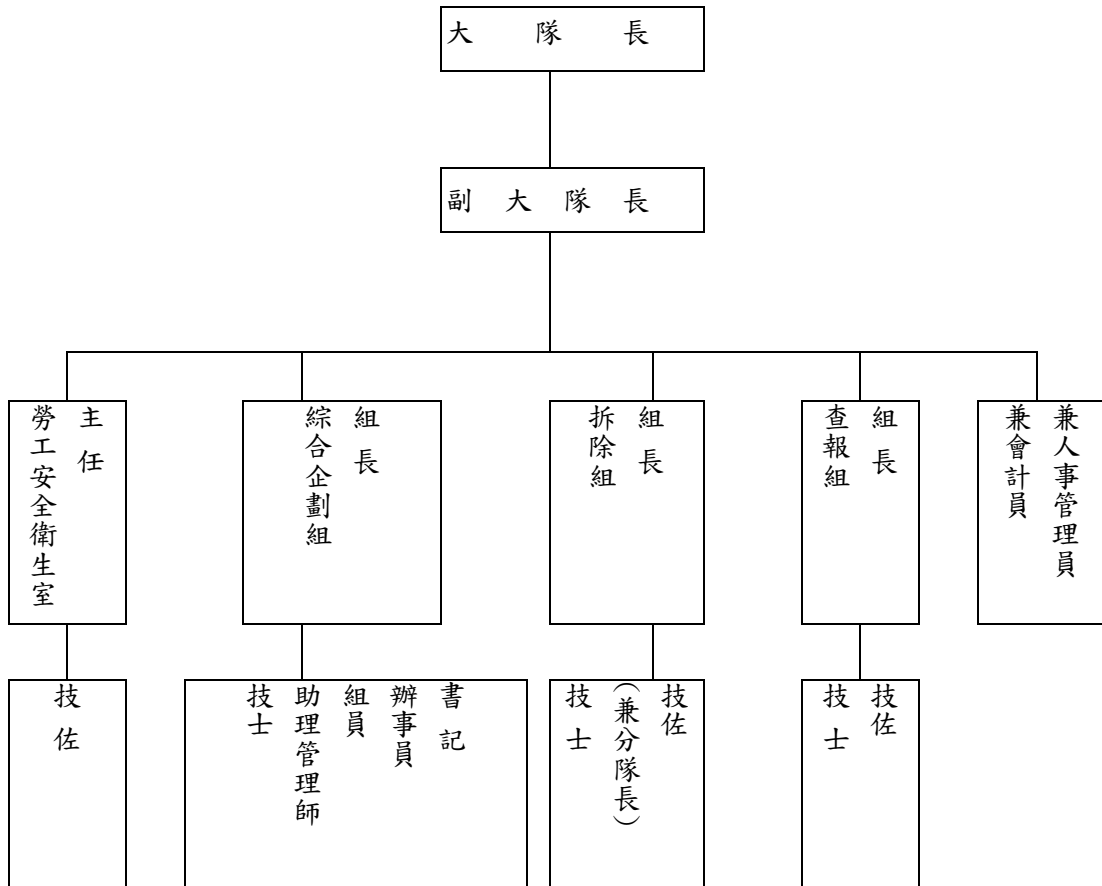 大隊長
副大隊長
主任
勞工安全衛生室
組長
綜合企劃組
組長
拆除組
組長
查報組
兼人事管理員
兼會計員
技佐
書記
辦事員
組員
助理管理師
技士
技佐
（兼分隊長）
技士
技佐
技士